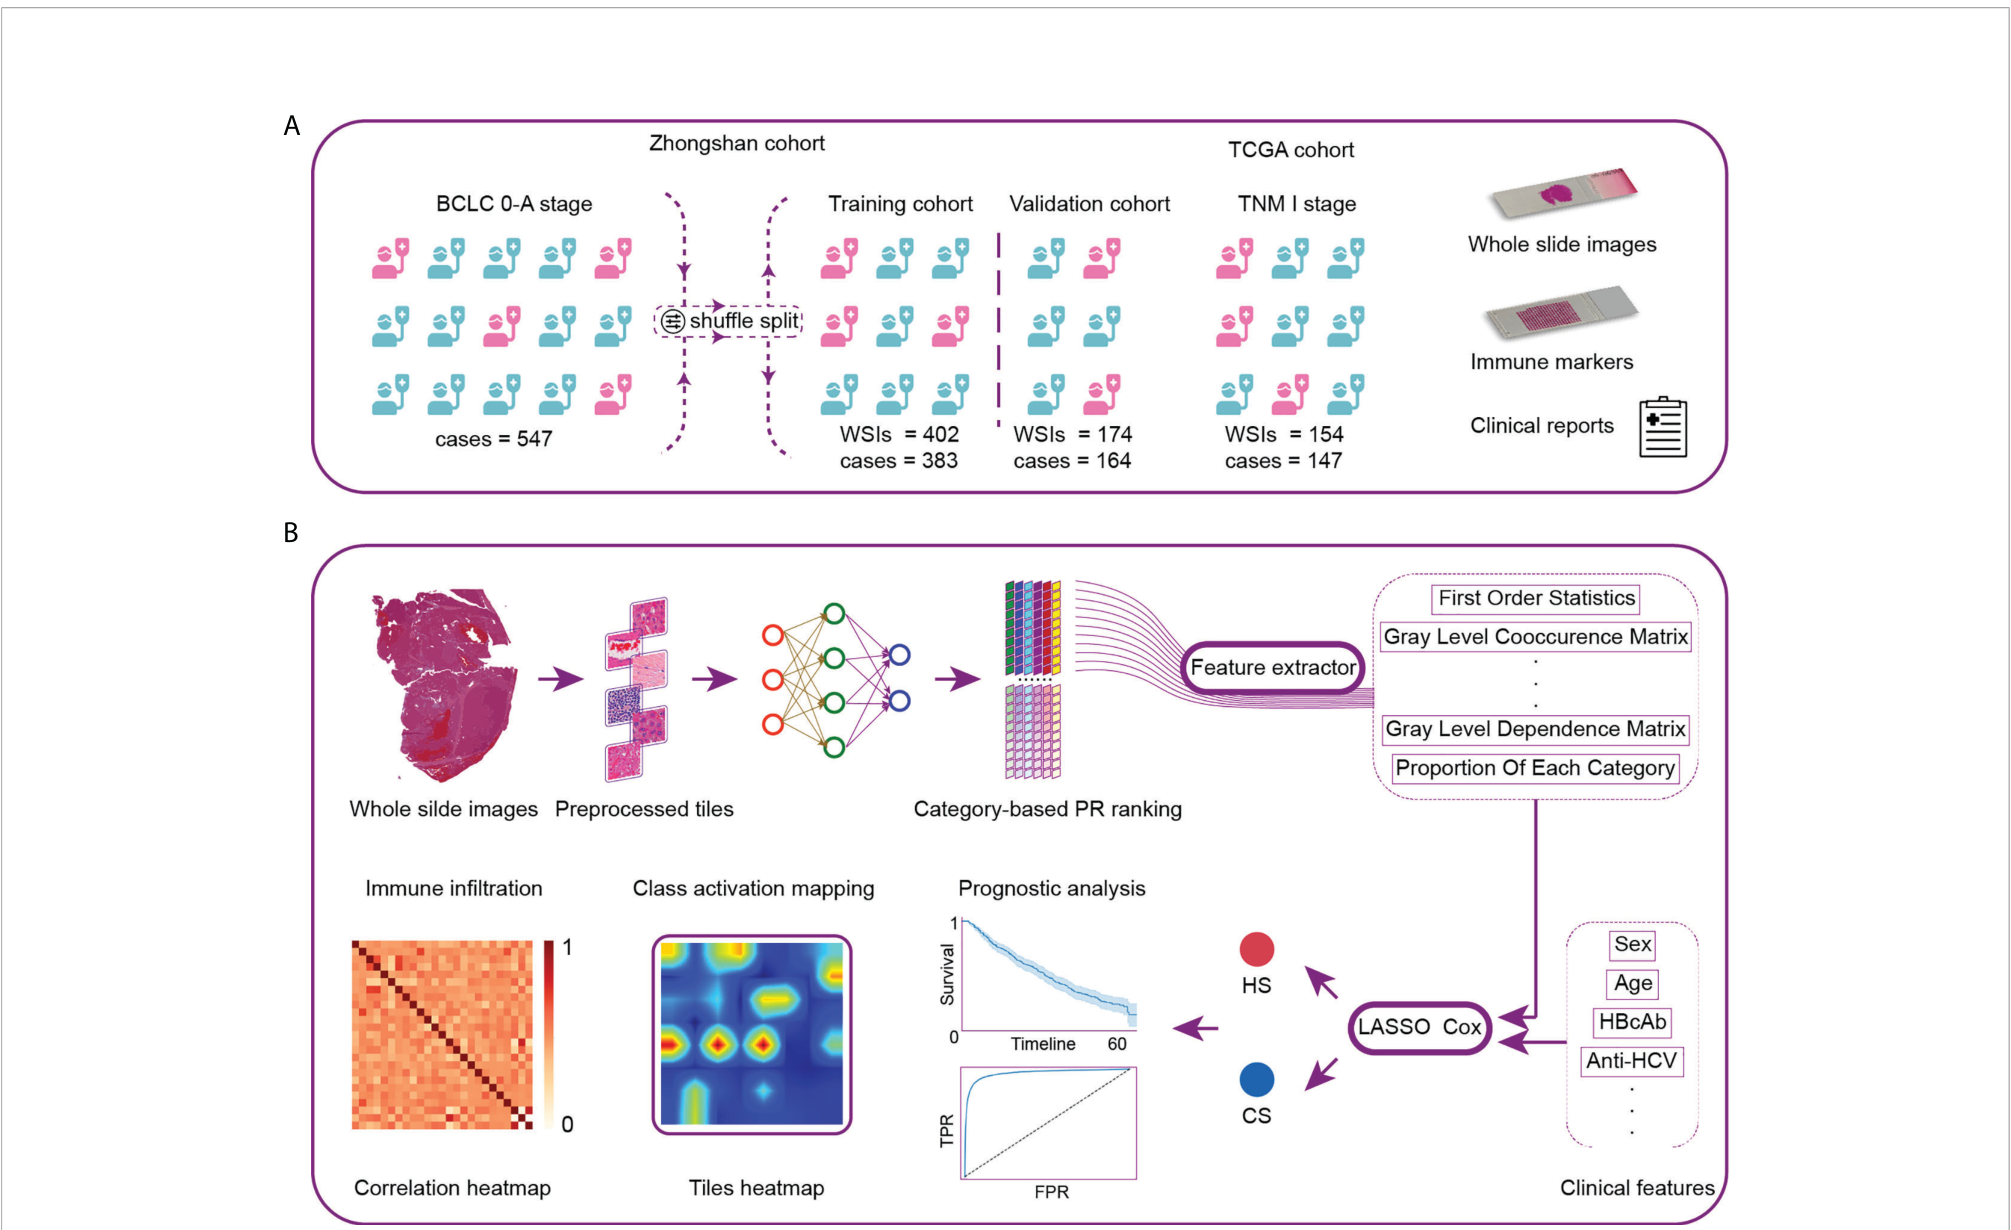 A
Zhongshan cohort
TCGA cohort
BCLC 0-A stage
Training cohort
Validation cohort
TNM I stage
Whole slide images
shuffle split
Immune markers
Clinical reports
cases = 547
WSIs = 402
cases = 383
WSIs = 174
cases = 164
WSIs = 154
cases = 147
B
First Order Statistics
Gray Level Cooccurence Matrix
Feature extractor
Gray Level Dependence Matrix
Proportion Of Each Category
Whole silde images
Preprocessed tiles
Category-based PR ranking
Immune infiltration
Class activation mapping
Prognostic analysis
1
0
1
Survival
0
Timeline
60
TPR
FPR
HS
CS
LASSO Cox
Sex
Age
HBcAb
Anti-HCV
Correlation heatmap
Tiles heatmap
Clinical features